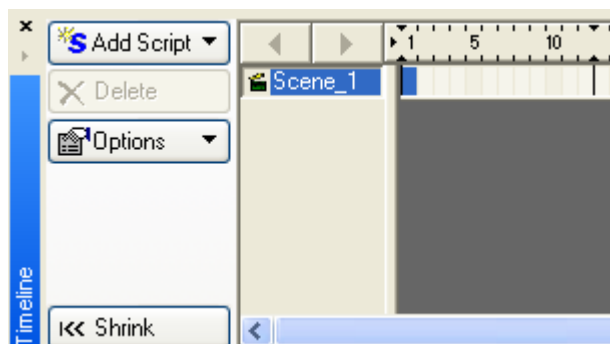 Add Script
Delete
Options
Shrink
Timeline
Scene_1
1 5 10